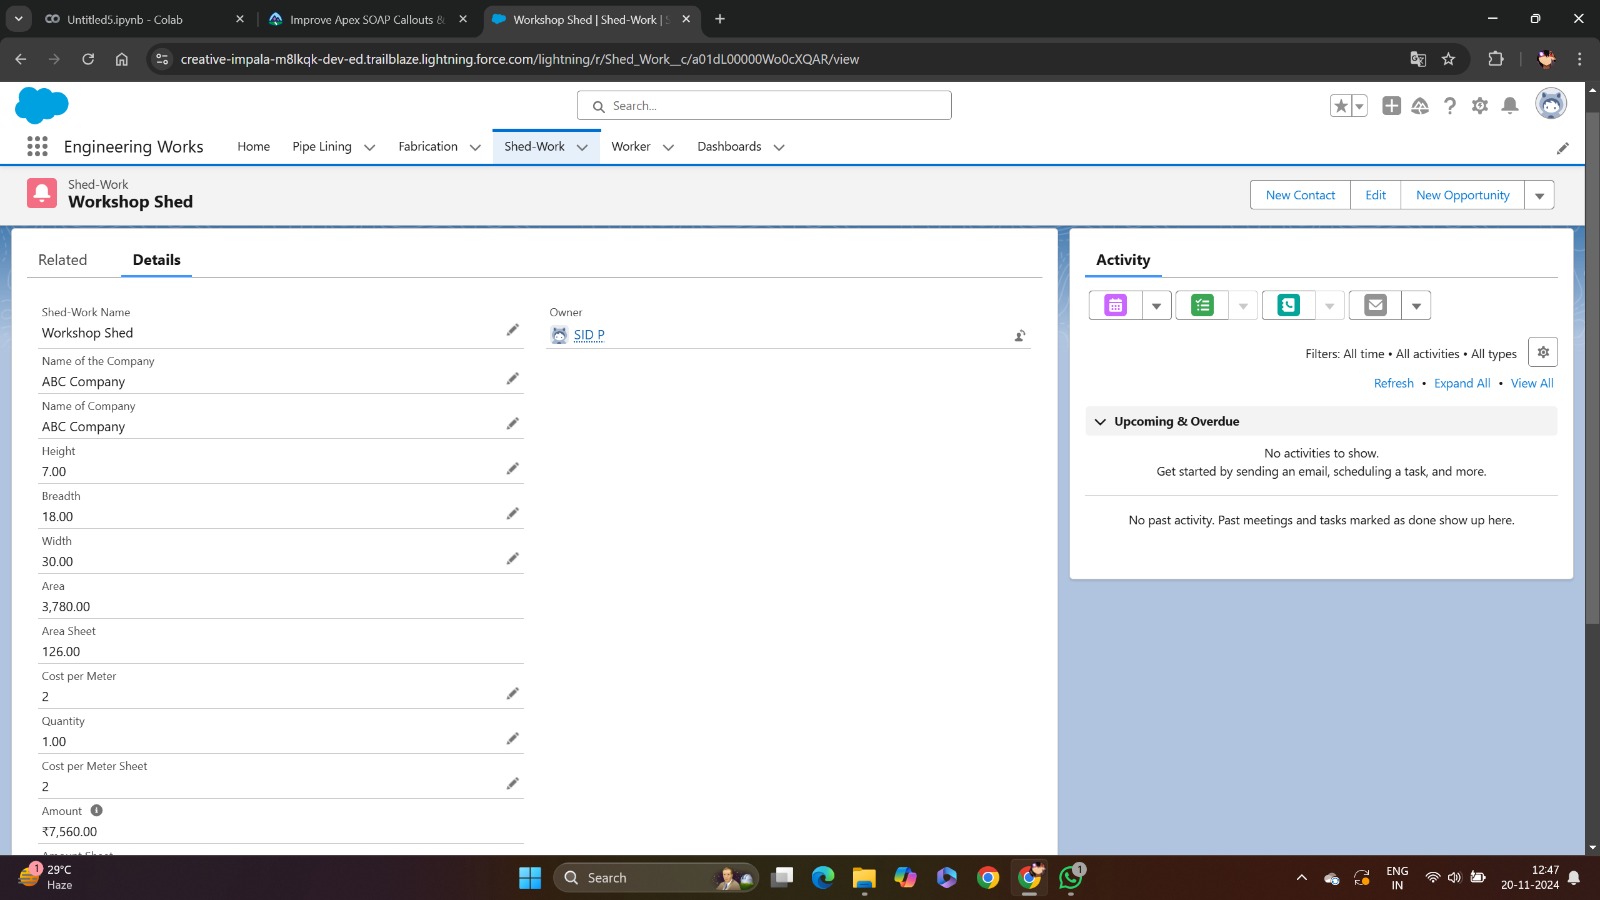 Untitled5.ipynb - Colab
Improve Apex SOAP Callouts &
Workshop Shed | Shed-Work |
creative-impala-m8lkqk-dev-ed.trailblaze.lightning.force.com/lightning/r/Shed_Work__c/a01dL00000Wo0cXQAR/view
Search...
Engineering Works
Home
Pipe Lining
Fabrication
Shed-Work
Worker
Dashboards
Shed-Work
Workshop Shed
New Contact
Edit
New Opportunity
Related
Details
Shed-Work Name
Workshop Shed
Name of the Company
ABC Company
Name of Company
ABC Company
Height
7.00
Breadth
18.00
Width
30.00
Area
3,780.00
Area Sheet
126.00
Cost per Meter
2
Quantity
1.00
Cost per Meter Sheet
2
Amount
₹7,560.00
Amount Sheet
Owner
SID P
Activity
Filters: All time • All activities • All types
Refresh • Expand All • View All
Upcoming & Overdue
No activities to show.
Get started by sending an email, scheduling a task, and more.
No past activity. Past meetings and tasks marked as done show up here.
1
29°C
Haze
Search
1
ENG
IN
12:47
20-11-2024